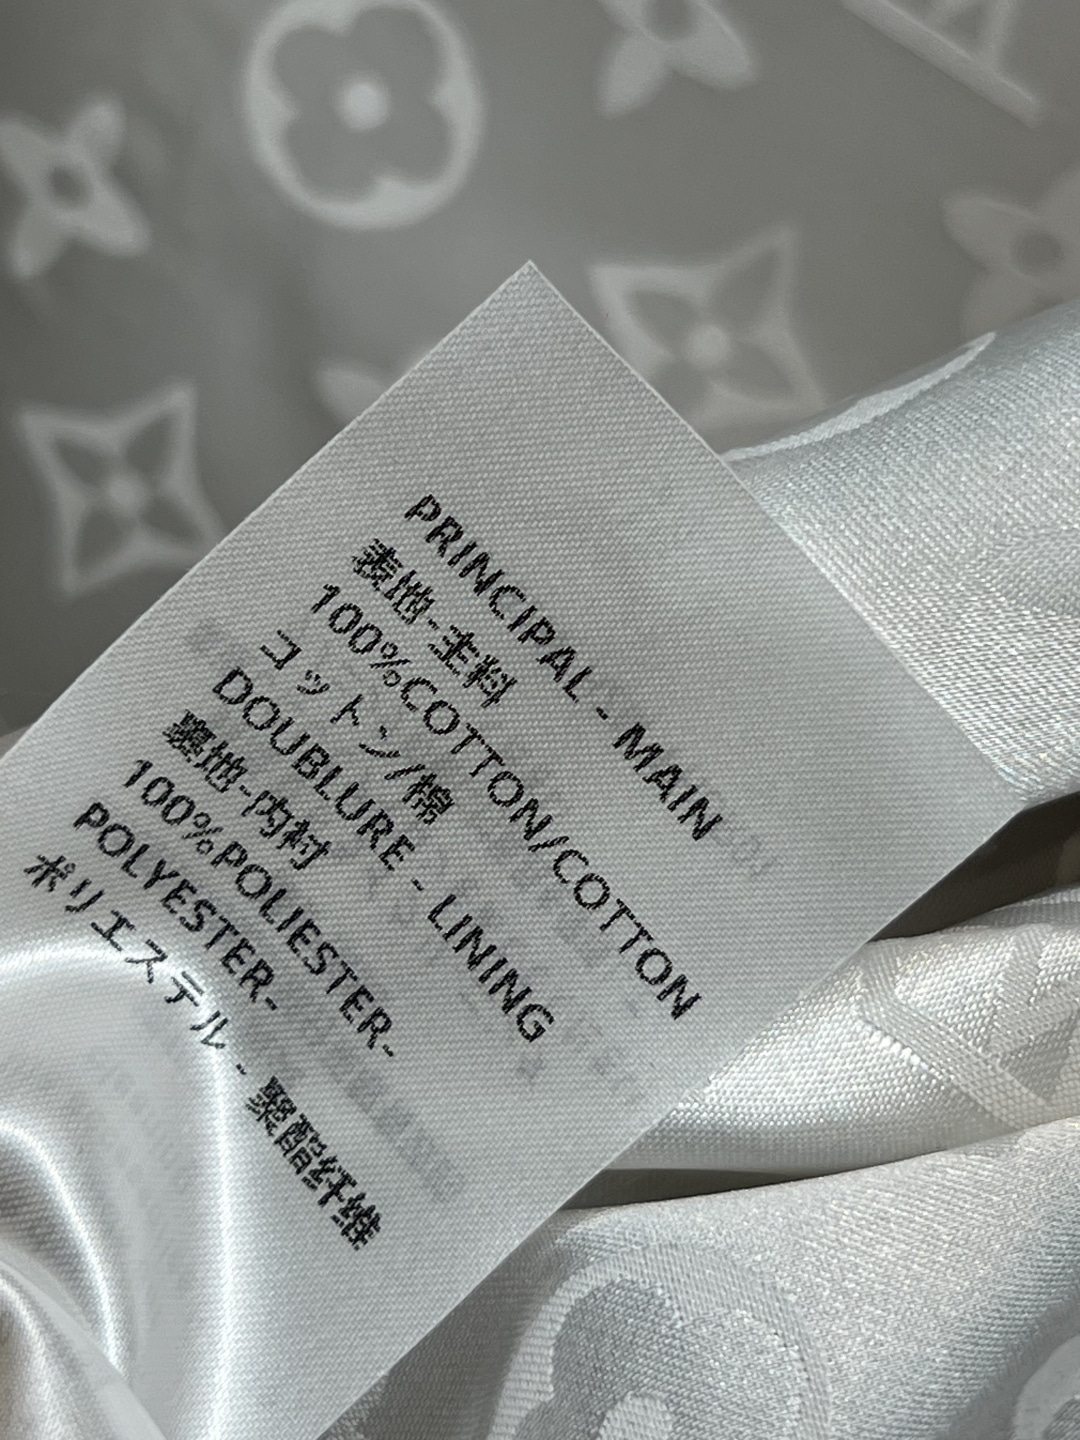 PRINCIPAL - MAIN
表地-主料
100%COTTON/COTTON
コットン/棉
DOUBLURE - LINING
裏地-内衬
100%POLIESTER-
POLYESTER-
ポリエステル - 聚酯纤维